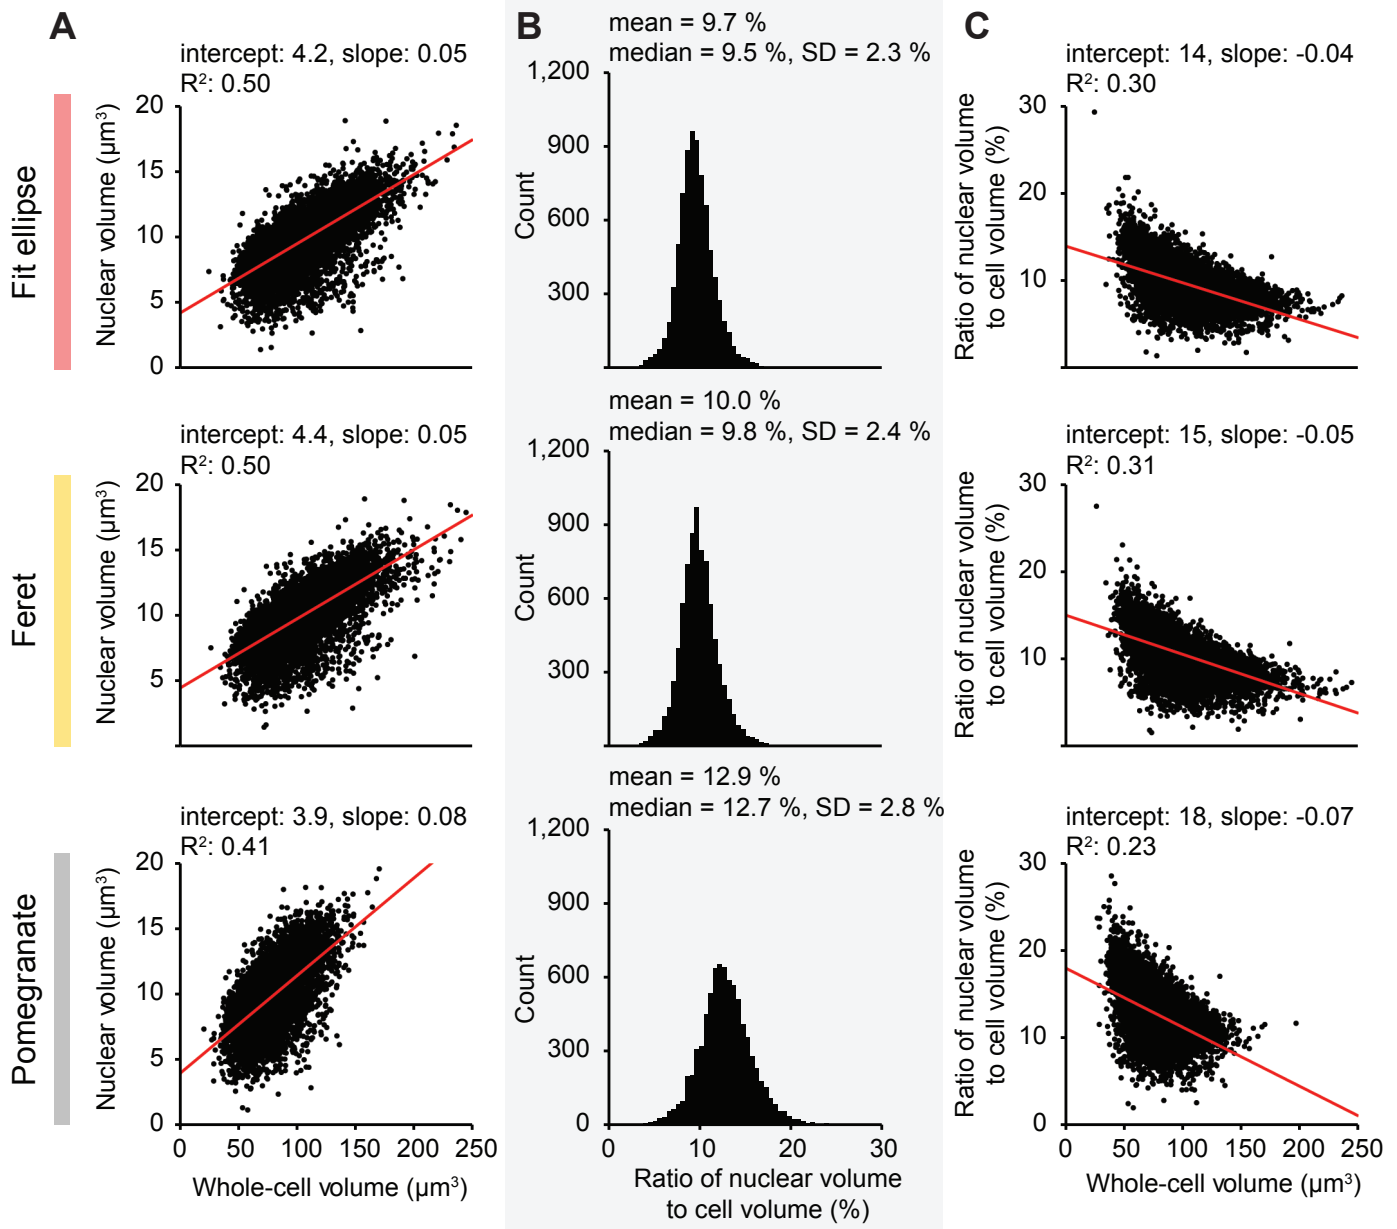 A
B
C
intercept: 4.2, slope: 0.05
R²: 0.50
mean = 9.7 %
median = 9.5 %, SD = 2.3 %
intercept: 14, slope: -0.04
R²: 0.30
Fit ellipse
Nuclear volume (µm³)
20
15
10
5
0
Count
1,200
900
600
300
Ratio of nuclear volume
to cell volume (%)
30
20
10
intercept: 4.4, slope: 0.05
R²: 0.50
mean = 10.0 %
median = 9.8 %, SD = 2.4 %
intercept: 15, slope: -0.05
R²: 0.31
Feret
Nuclear volume (µm³)
20
15
10
5
Count
1,200
900
600
300
Ratio of nuclear volume
to cell volume (%)
30
20
10
intercept: 3.9, slope: 0.08
R²: 0.41
mean = 12.9 %
median = 12.7 %, SD = 2.8 %
intercept: 18, slope: -0.07
R²: 0.23
Pomegranate
Nuclear volume (µm³)
20
15
10
5
0
0 50 100 150 200 250
Whole-cell volume (µm³)
Count
1,200
900
600
300
0
0 10 20 30
Ratio of nuclear volume
to cell volume (%)
Ratio of nuclear volume
to cell volume (%)
30
20
10
0
0 50 100 150 200 250
Whole-cell volume (µm³)